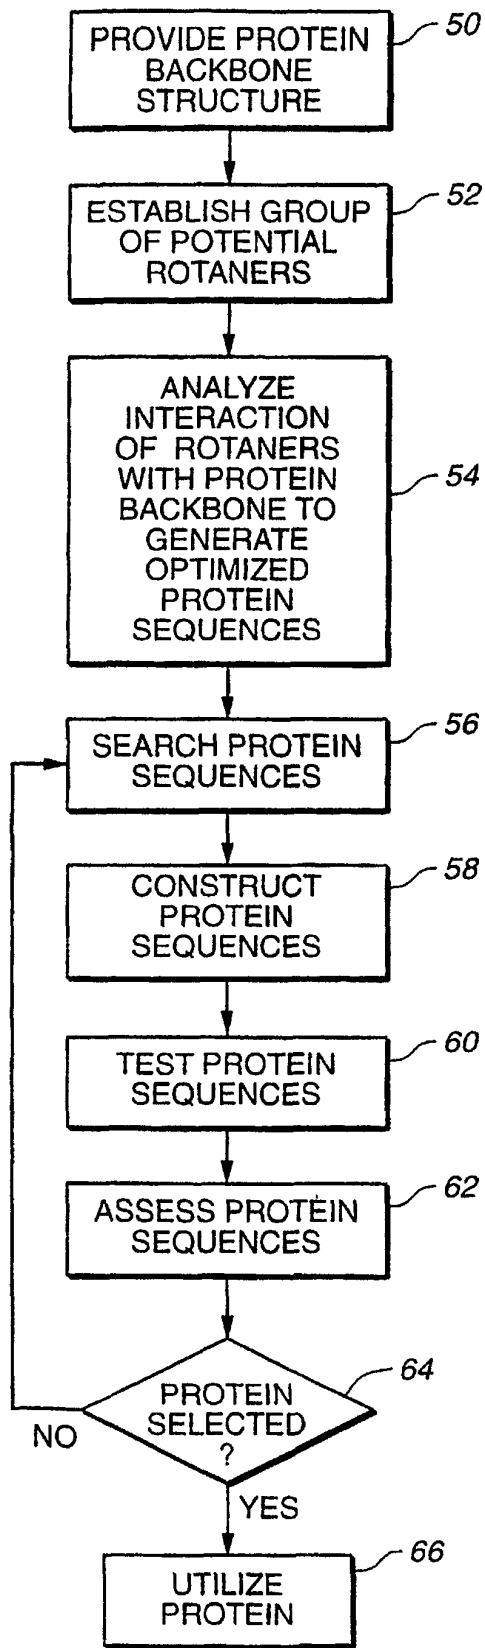 PROVIDE PROTEIN
BACKBONE
STRUCTURE
50
ESTABLISH GROUP
OF POTENTIAL
ROTANERS
52
ANALYZE
INTERACTION
OF ROTANERS
WITH PROTEIN
BACKBONE TO
GENERATE
OPTIMIZED
PROTEIN
SEQUENCES
54
SEARCH PROTEIN
SEQUENCES
56
CONSTRUCT
PROTEIN
SEQUENCES
58
TEST PROTEIN
SEQUENCES
60
ASSESS PROTEIN
SEQUENCES
62
PROTEIN
SELECTED
?
64
NO
YES
UTILIZE
PROTEIN
66